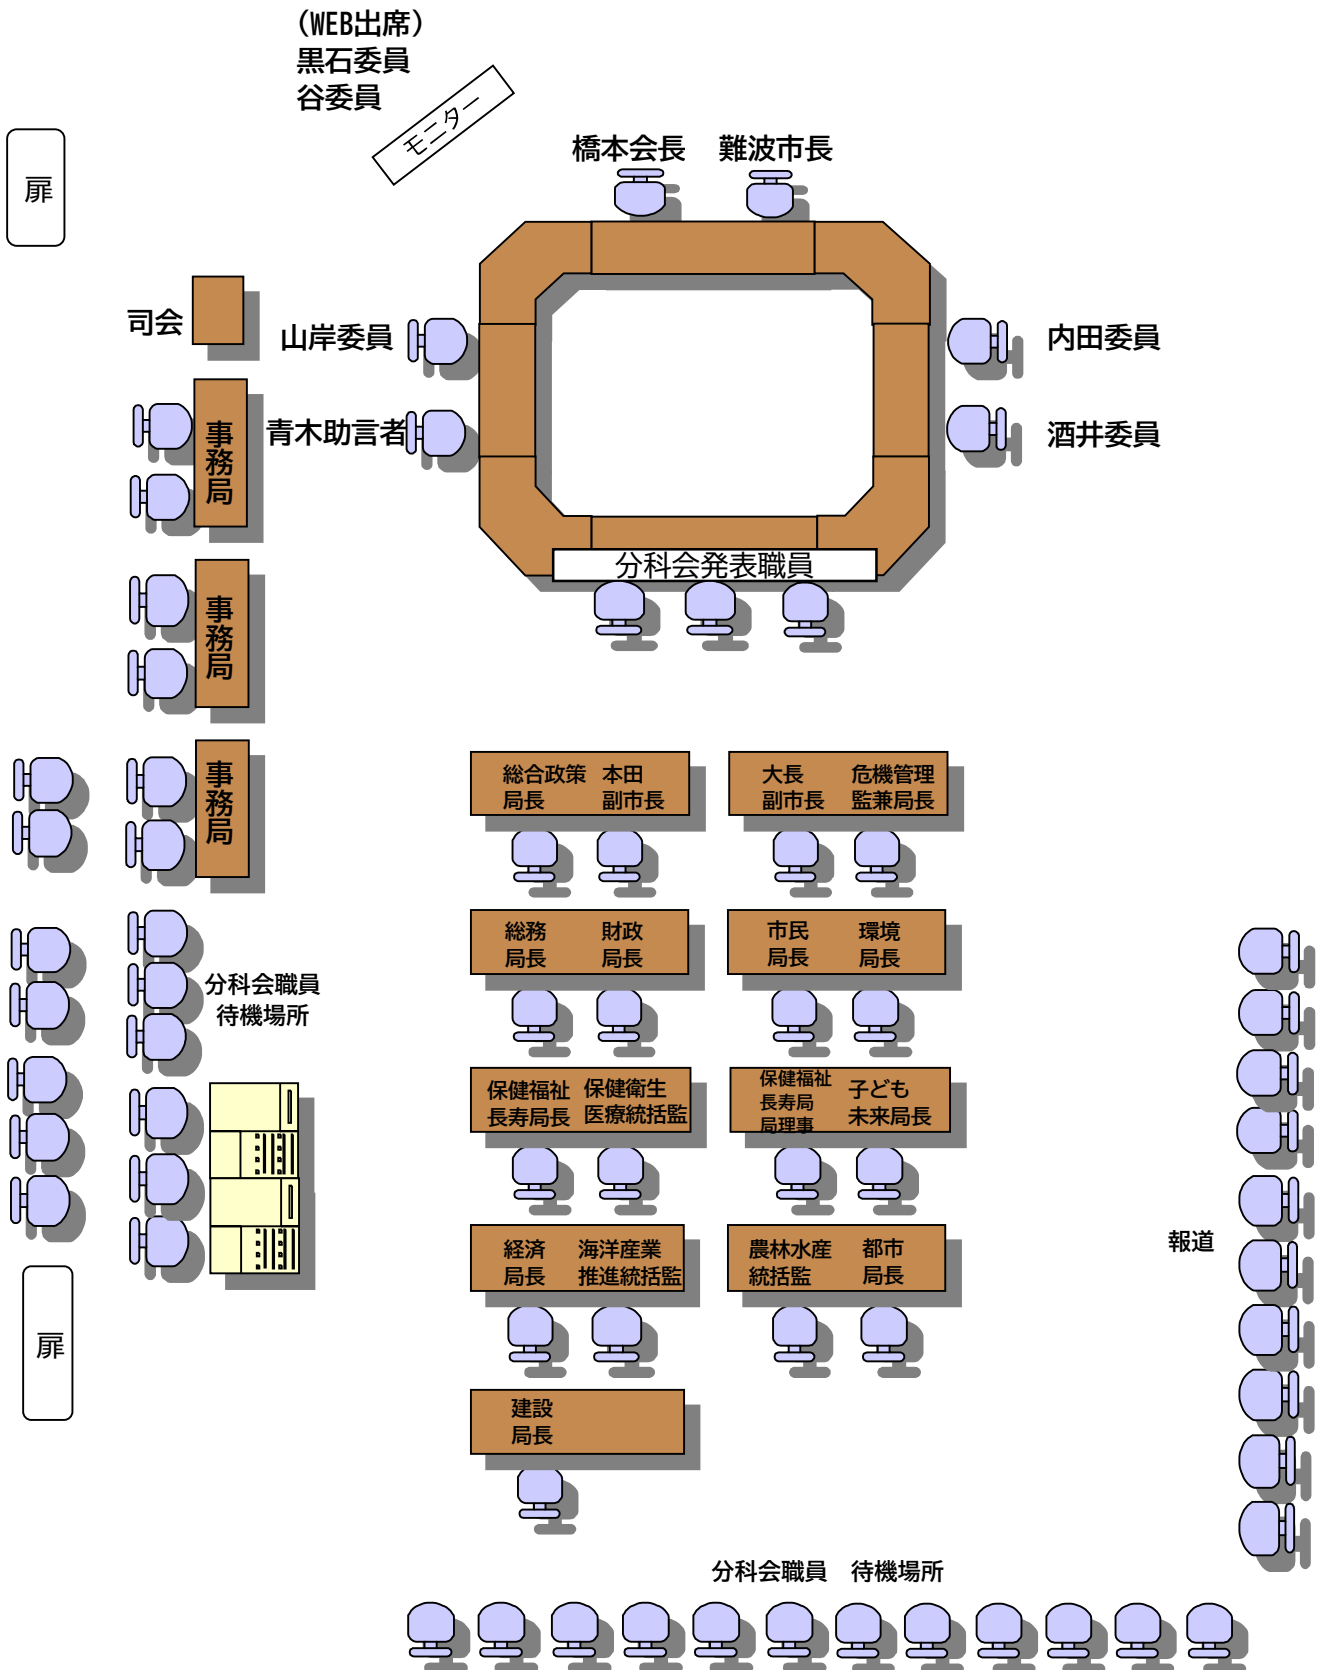 (WEB出席)
黒石委員
谷委員
モニター
橋本会長　難波市長
扉
司会
山岸委員
内田委員
青木助言者
酒井委員
事務局
分科会発表職員
事務局
事務局
総合政策局長
本田副市長
大長副市長
危機管理監兼局長
総務局長
財政局長
市民局長
環境局長
分科会職員
待機場所
保健福祉長寿局長
保健衛生医療統括監
保健福祉長寿局局理事
子ども未来局長
報道
経済局長
海洋産業推進統括監
農林水産統括監
都市局長
扉
建設局長
分科会職員　待機場所